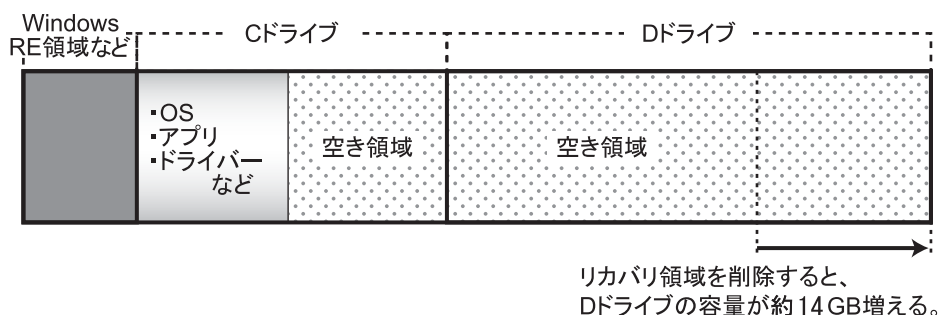 Windows
RE領域など
Cドライブ
Dドライブ
・OS
・アプリ
・ドライバー
など
空き領域
空き領域
リカバリ領域を削除すると、
Dドライブの容量が約14GB増える。